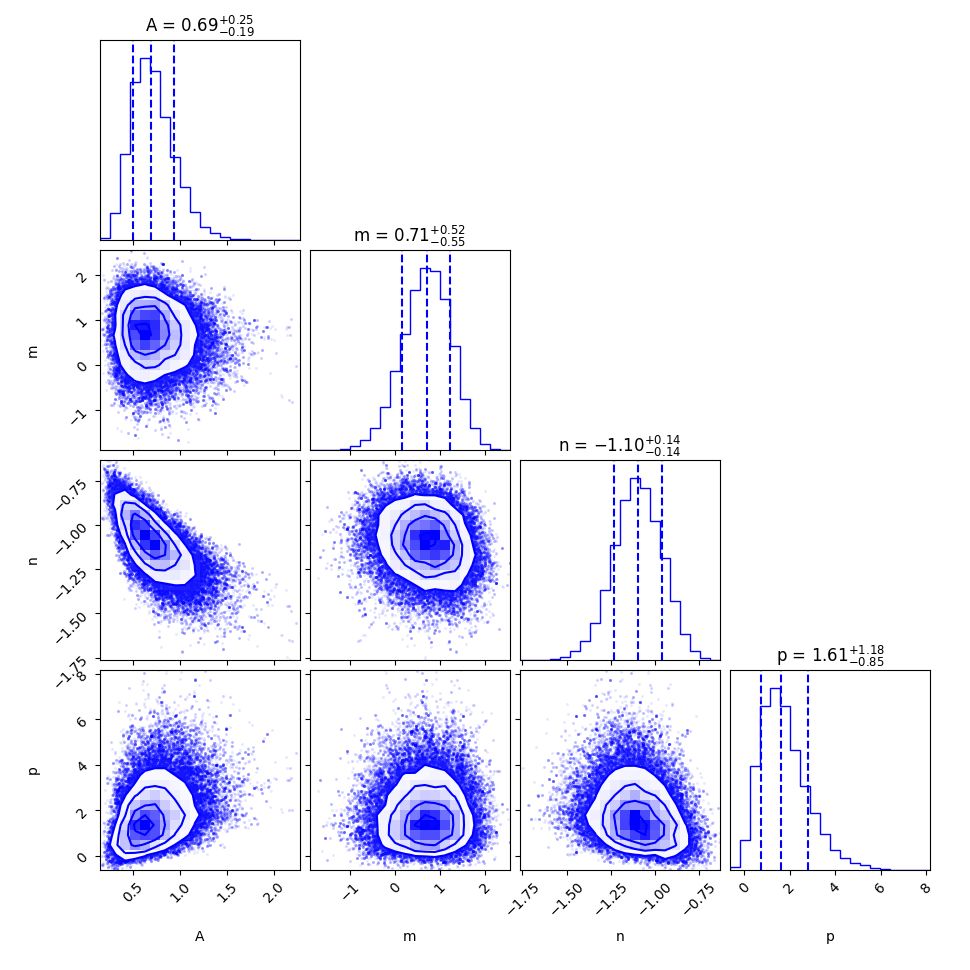 A = 0.69 +0.25 −0.19
m = 0.71 +0.52 −0.55
2
1
0
−1
m
n = −1.10 +0.14 −0.14
−0.75
−1.00
−1.25
−1.50
−1.75
n
p = 1.61 +1.18 −0.85
8
6
4
2
0
p
0.5 1.0 1.5 2.0
−1 0 1 2
−1.75 −1.50 −1.25 −1.00 −0.75
0 2 4 6 8
A m n p